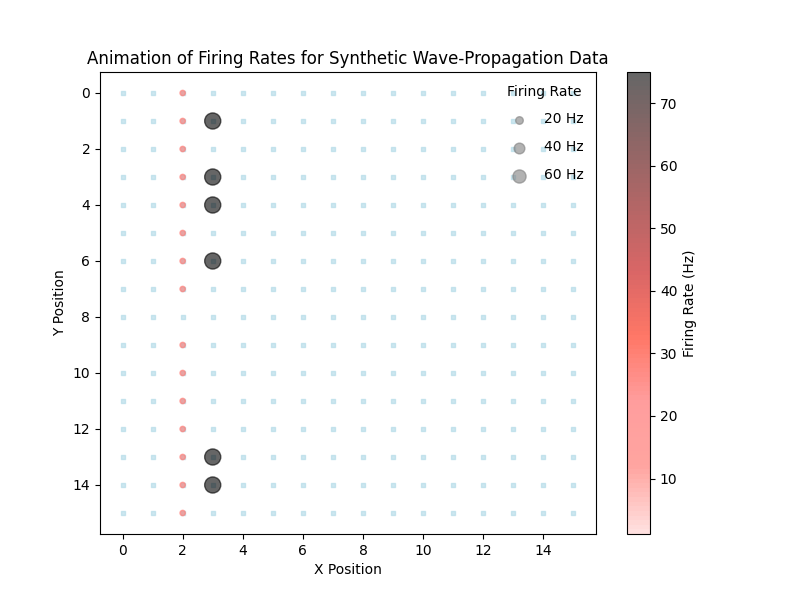 Animation of Firing Rates for Synthetic Wave-Propagation Data
Firing Rate
20 Hz
40 Hz
60 Hz
0
2
4
6
8
10
12
14
Y Position
0 2 4 6 8 10 12 14
X Position
70
60
50
40
30
20
10
Firing Rate (Hz)